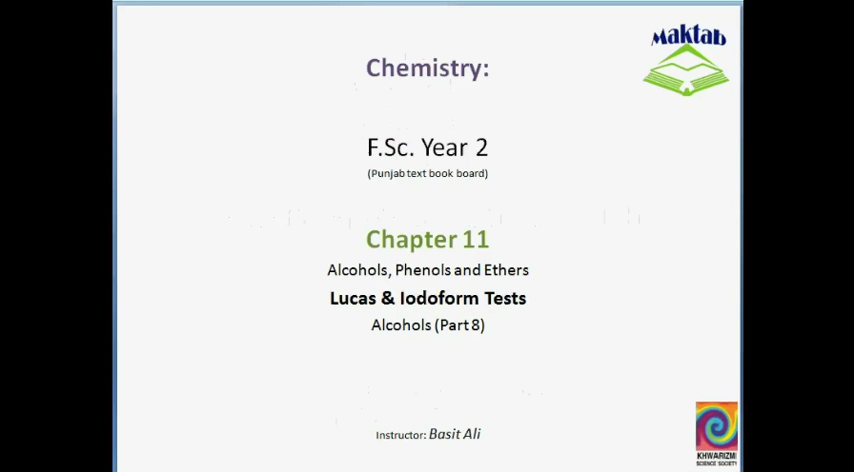 Maktab
Chemistry:
F.Sc. Year 2
(Punjab text book board)
Chapter 11
Alcohols, Phenols and Ethers
Lucas & Iodoform Tests
Alcohols (Part 8)
Instructor: Basit Ali
KHWARIZMI
SCIENCE SOCIETY